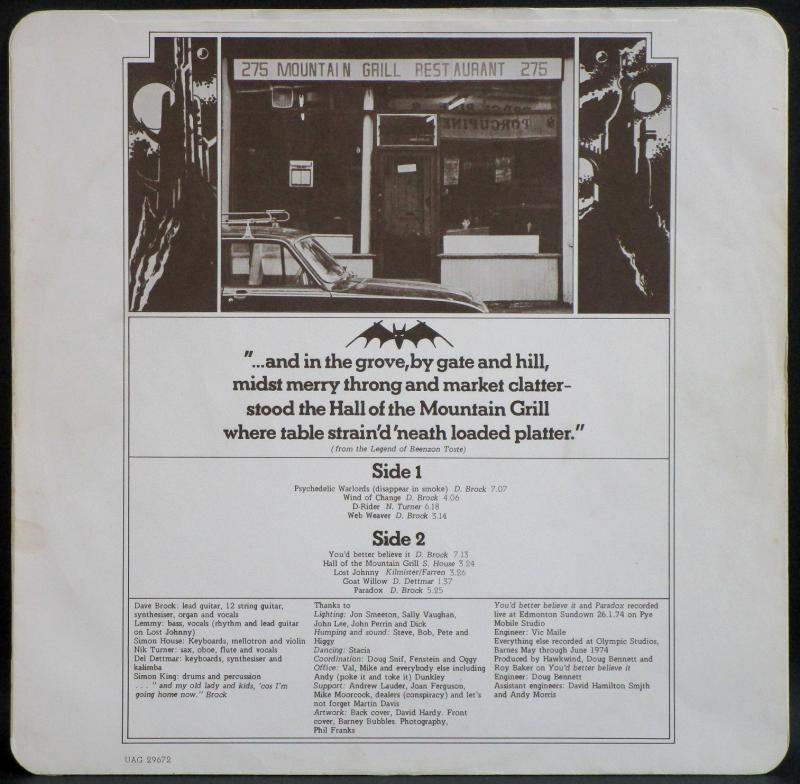 275 MOUNTAIN GRILL RESTAURANT 275
PORCUPINE
"...and in the grove, by gate and hill,
midst merry throng and market clatter-
stood the Hall of the Mountain Grill
where table strain'd 'neath loaded platter."
(from the Legend of Beenzon Toste)
Side 1
Psychedelic Warlords (disappear in smoke) D. Brock 7.07
Wind of Change D. Brock 4.06
D-Rider N. Turner 6.18
Web Weaver D. Brock 3.14
Side 2
You'd better believe it D. Brock 7.13
Hall of the Mountain Grill S. House 3.24
Lost Johnny Kilmister/Farren 3.26
Goat Willow D. Dettmar 1.37
Paradox D. Brock 5.25
Dave Brock: lead guitar, 12 string guitar,
synthesiser, organ and vocals
Lemmy: bass, vocals (rhythm and lead guitar
on Lost Johnny)
Simon House: Keyboards, mellotron and violin
Nik Turner: sax, oboe, flute and vocals
Del Dettmar: keyboards, synthesiser and
kalimba
Simon King: drums and percussion
. . . " and my old lady and kids, 'cos I'm
going home now." Brock
Thanks to
Lighting: Jon Smeeton, Sally Vaughan,
John Lee, John Perrin and Dick
Humping and sound: Steve, Bob, Pete and
Higgy
Dancing: Stacia
Coordination: Doug Snif, Fenstein and Oggy
Office: Val, Mike and everybody else including
Andy (poke it and toke it) Dunkley
Support: Andrew Lauder, Joan Ferguson,
Mike Moorcock, dealers (conspiracy) and let's
not forget Martin Davis
Artwork: Back cover, David Hardy. Front
cover, Barney Bubbles. Photography,
Phil Franks
You'd better believe it and Paradox recorded
live at Edmonton Sundown 26.1.74 on Pye
Mobile Studio
Engineer: Vic Maile
Everything else recorded at Olympic Studios,
Barnes May through June 1974
Produced by Hawkwind, Doug Bennett and
Roy Baker on You'd better believe it
Engineer: Doug Bennett
Assistant engineers: David Hamilton Smith
and Andy Morris
UAG 29672